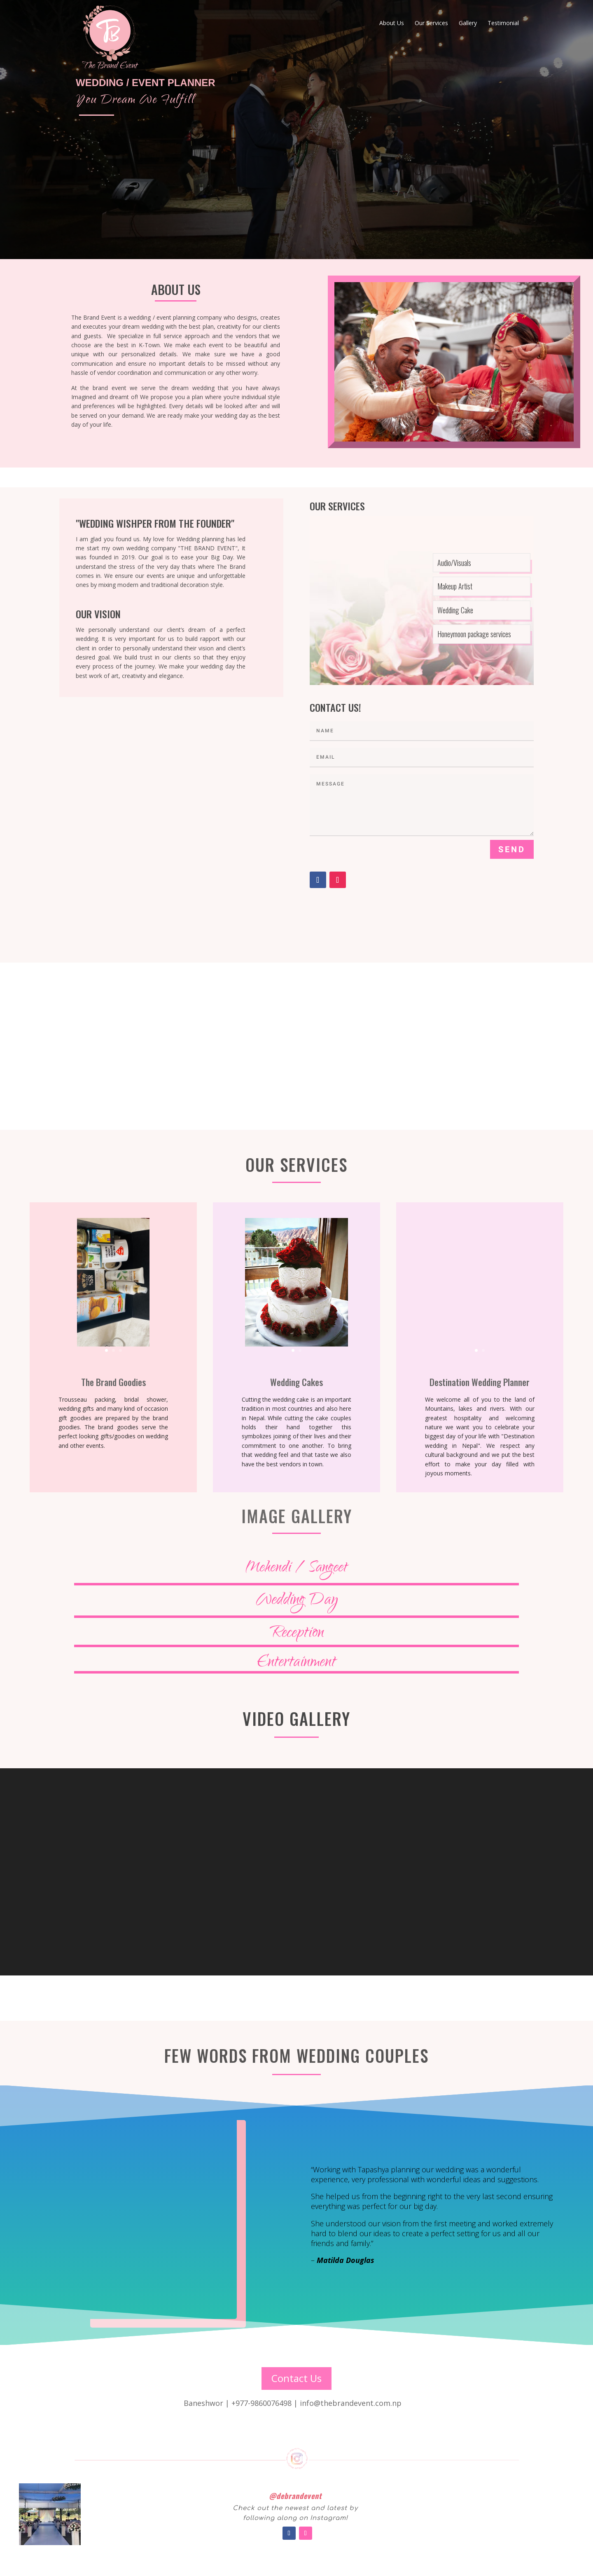 About Us Our Services Gallery Testimonial
TB
The Brand Event
WEDDING / EVENT PLANNER
You Dream We Fulfill
ABOUT US
The Brand Event is a wedding / event planning company who designs, creates
and executes your dream wedding with the best plan, creativity for our clients
and guests. We specialize in full service approach and the vendors that we
choose are the best in K-Town. We make each event to be beautiful and
unique with our personalized details. We make sure we have a good
communication and ensure no important details to be missed without any
hassle of vendor coordination and communication or any other worry.
At the brand event we serve the dream wedding that you have always
Imagined and dreamt of! We propose you a plan where you're individual style
and preferences will be highlighted. Every details will be looked after and will
be served on your demand. We are ready make your wedding day as the best
day of your life.
"WEDDING WISHPER FROM THE FOUNDER"
I am glad you found us. My love for Wedding planning has led
me start my own wedding company "THE BRAND EVENT", It
was founded in 2019. Our goal is to ease your Big Day. We
understand the stress of the very day thats where The Brand
comes in. We ensure our events are unique and unforgettable
ones by mixing modern and traditional decoration style.
OUR VISION
We personally understand our client's dream of a perfect
wedding. It is very important for us to build rapport with our
client in order to personally understand their vision and client's
desired goal. We build trust in our clients so that they enjoy
every process of the journey. We make your wedding day the
best work of art, creativity and elegance.
OUR SERVICES
Audio/Visuals
Makeup Artist
Wedding Cake
Honeymoon package services
CONTACT US!
NAME
EMAIL
MESSAGE
SEND
OUR SERVICES
The Brand Goodies
Trousseau packing, bridal shower,
wedding gifts and many kind of occasion
gift goodies are prepared by the brand
goodies. The brand goodies serve the
perfect looking gifts/goodies on wedding
and other events.
Wedding Cakes
Cutting the wedding cake is an important
tradition in most countries and also here
in Nepal. While cutting the cake couples
holds their hand together this
symbolizes joining of their lives and their
commitment to one another. To bring
that wedding feel and that taste we also
have the best vendors in town.
Destination Wedding Planner
We welcome all of you to the land of
Mountains, lakes and rivers. With our
greatest hospitality and welcoming
nature we want you to celebrate your
biggest day of your life with "Destination
wedding in Nepal". We respect any
cultural background and we put the best
effort to make your day filled with
joyous moments.
IMAGE GALLERY
Mehendi / Sangeet
Wedding Day
Reception
Entertainment
VIDEO GALLERY
FEW WORDS FROM WEDDING COUPLES
"Working with Tapashya planning our wedding was a wonderful
experience, very professional with wonderful ideas and suggestions.
She helped us from the beginning right to the very last second ensuring
everything was perfect for our big day.
She understood our vision from the first meeting and worked extremely
hard to blend our ideas to create a perfect setting for us and all our
friends and family."
– Matilda Douglas
Contact Us
Baneshwor | +977-9860076498 | info@thebrandevent.com.np
@debrandevent
Check out the newest and latest by
following along on Instagram!